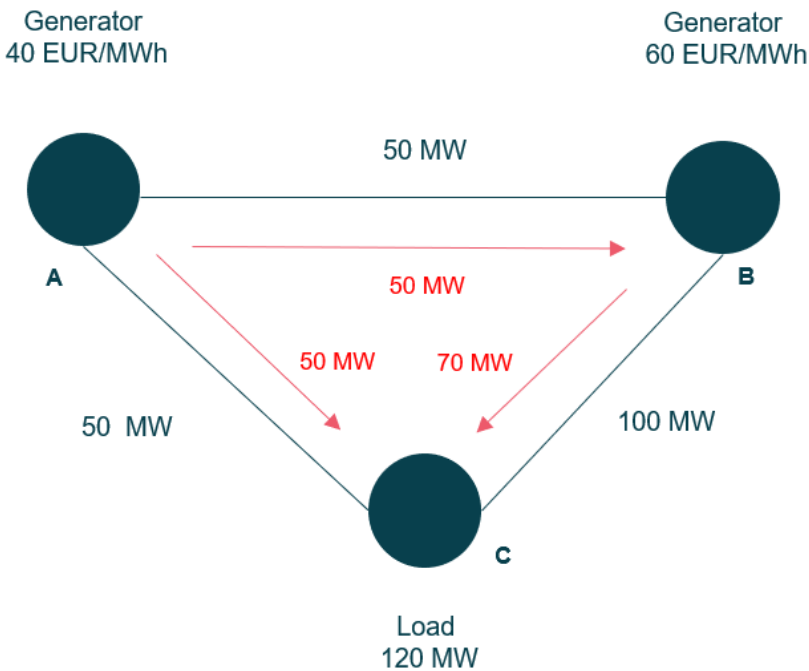 Generator
40 EUR/MWh
Generator
60 EUR/MWh
50 MW
A
B
50 MW
50 MW
70 MW
50  MW
100 MW
C
Load
120 MW